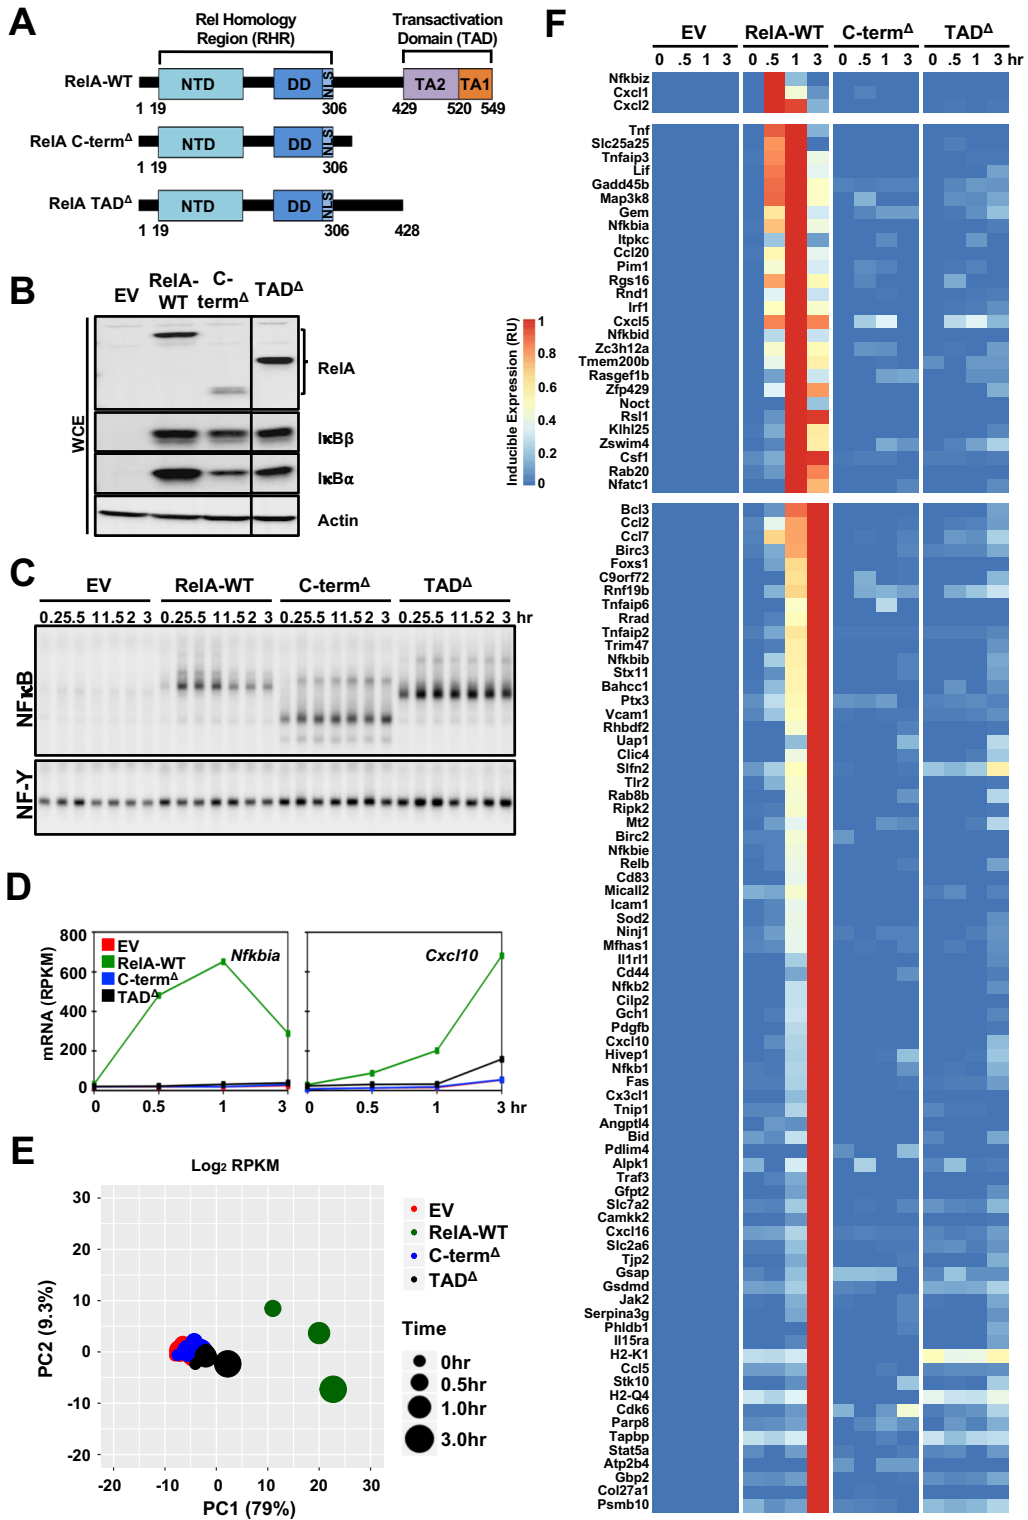 A
Rel Homology
Region (RHR)
Transactivation
Domain (TAD)
RelA-WT
NTD
DD
NLS
TA2
TA1
1 19
306
429
520
549
RelA C-termΔ
NTD
DD
NLS
1 19
306
RelA TADΔ
NTD
DD
NLS
1 19
306
428
B
EV
RelA-
WT
C-
termΔ
TADΔ
WCE
RelA
IκBβ
IκBα
Actin
C
EV
RelA-WT
C-termΔ
TADΔ
0 .25 .5 1 1.5 2 3
0 .25 .5 1 1.5 2 3
0 .25 .5 1 1.5 2 3
0 .25 .5 1 1.5 2 3 hr
NFκB
NF-Y
D
mRNA (RPKM)
800
600
400
200
0
EV
RelA-WT
C-termΔ
TADΔ
Nfkbia
Cxcl10
0 0.5 1 3
0 0.5 1 3 hr
E
Log2 RPKM
PC2 (9.3%)
30
20
10
0
-10
-20
-20 -10 0 10 20 30
PC1 (79%)
EV
RelA-WT
C-termΔ
TADΔ
Time
0hr
0.5hr
1.0hr
3.0hr
F
EV
RelA-WT
C-termΔ
TADΔ
0 .5 1 3
0 .5 1 3
0 .5 1 3
0 .5 1 3 hr
Inducible Expression (RU)
1
0.8
0.6
0.4
0.2
0
Nfkbiz
Cxcl1
Cxcl2
Tnf
Slc25a25
Tnfaip3
Lif
Gadd45b
Map3k8
Gem
Nfkbia
Itpkc
Ccl20
Pim1
Rgs16
Rnd1
Irf1
Cxcl5
Nfkbid
Zc3h12a
Tmem200b
Rasgef1b
Zfp429
Noct
Rsl1
Klhl25
Zswim4
Csf1
Rab20
Nfatc1
Bcl3
Ccl2
Ccl7
Birc3
Foxs1
C9orf72
Rnf19b
Tnfaip6
Rrad
Tnfaip2
Trim47
Nfkbib
Stx11
Bahcc1
Ptx3
Vcam1
Rhbdf2
Uap1
Clic4
Slfn2
Tlr2
Rab8b
Ripk2
Mt2
Birc2
Nfkbie
Relb
Cd83
Micall2
Icam1
Sod2
Ninj1
Mfhas1
Il1rl1
Cd44
Nfkb2
Cilp2
Gch1
Pdgfb
Cxcl10
Hivep1
Nfkb1
Fas
Cx3cl1
Tnip1
Angptl4
Bid
Pdlim4
Alpk1
Traf3
Gfpt2
Slc7a2
Camkk2
Cxcl16
Slc2a6
Tjp2
Gsap
Gsdmd
Jak2
Serpina3g
Phldb1
Il15ra
H2-K1
Ccl5
Stk10
H2-Q4
Cdk6
Parp8
Tapbp
Stat5a
Atp2b4
Gbp2
Col27a1
Psmb10